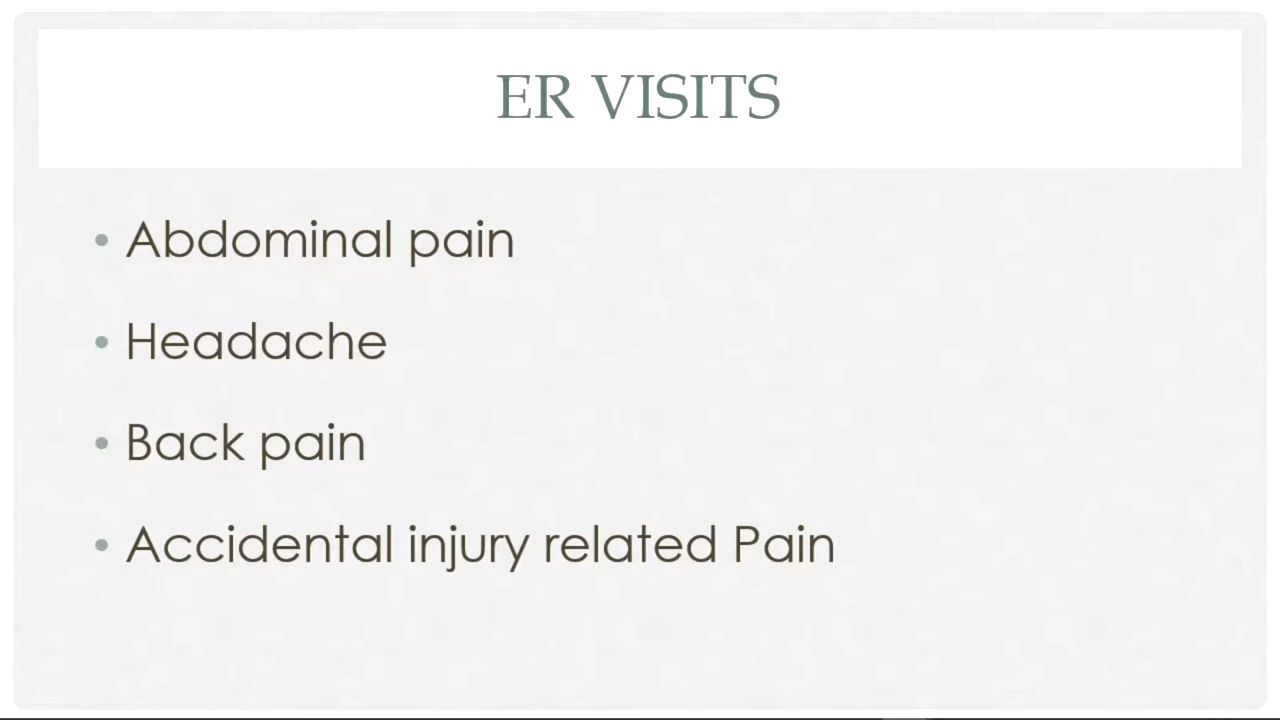 ER VISITS
• Abdominal pain
• Headache
• Back pain
• Accidental injury related Pain